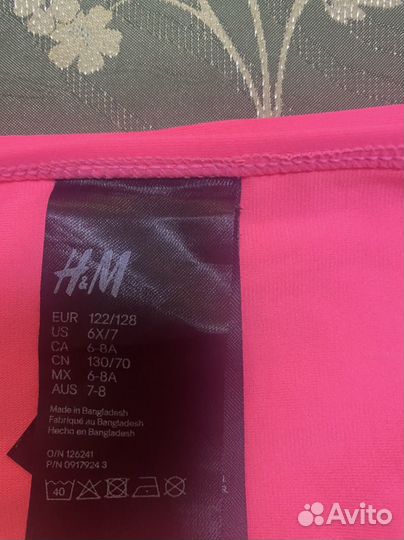 H&M
EUR 122/128
US 6X/7
CA 6-8A
CN 130/70
MX 6-8A
AUS 7-8
Made in Bangladesh
Fabriqué au Bangladesh
Hecho en Bangladesh
O/N 126241
P/N 0917924 3
40
Avito